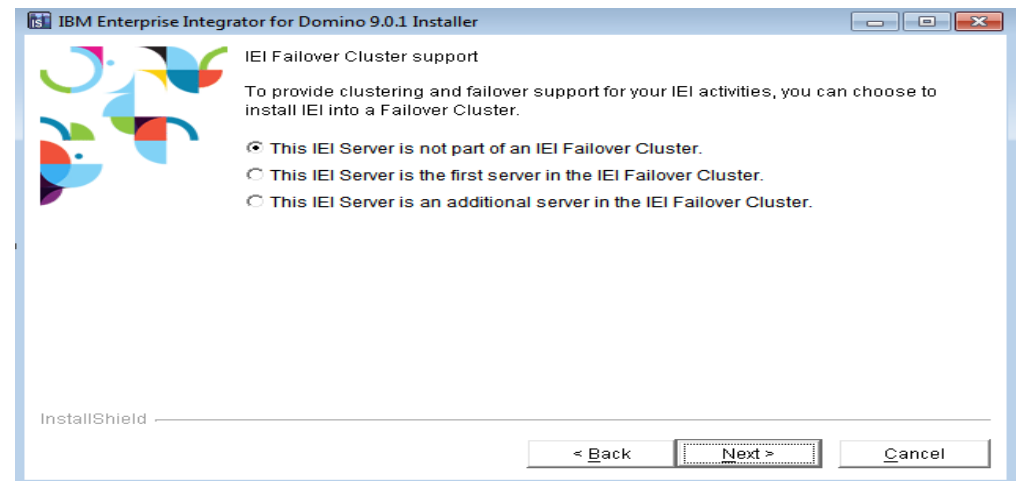 IBM Enterprise Integrator for Domino 9.0.1 Installer
IEI Failover Cluster support
To provide clustering and failover support for your IEI activities, you can choose to
install IEI into a Failover Cluster.
This IEI Server is not part of an IEI Failover Cluster.
This IEI Server is the first server in the IEI Failover Cluster.
This IEI Server is an additional server in the IEI Failover Cluster.
InstallShield
< Back Next > Cancel